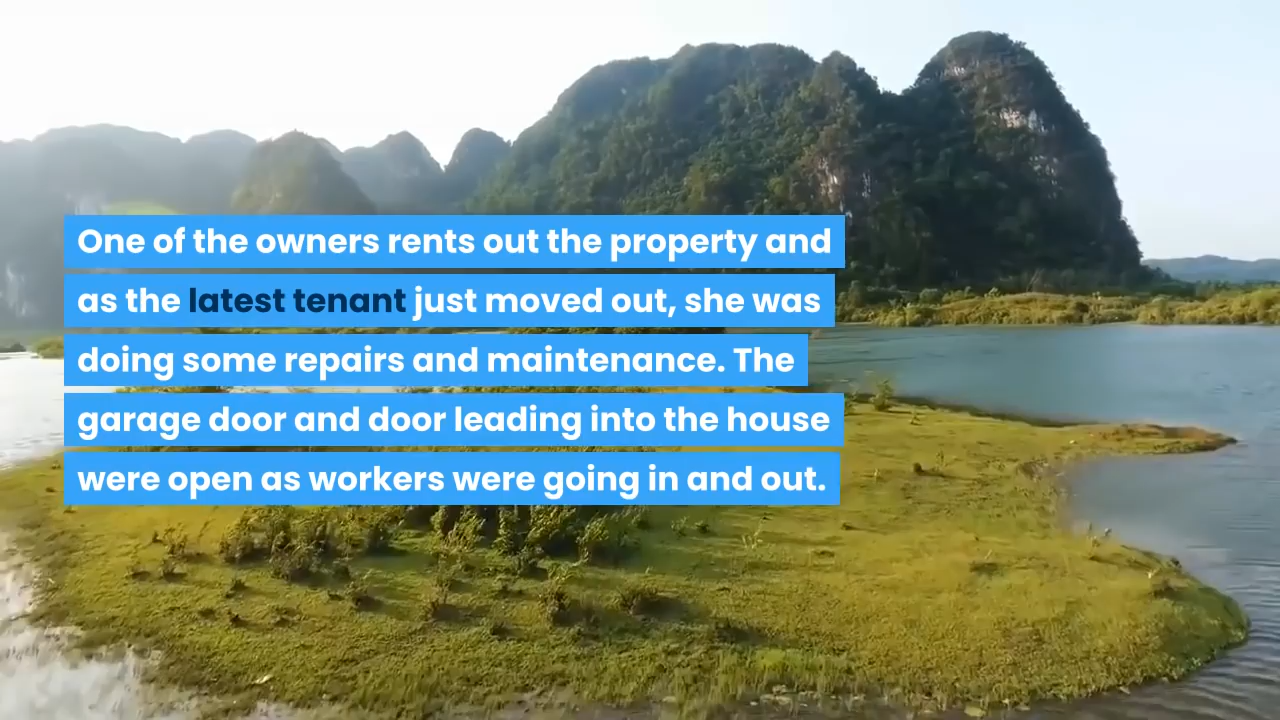 One of the owners rents out the property and
as the latest tenant just moved out, she was
doing some repairs and maintenance. The
garage door and door leading into the house
were open as workers were going in and out.